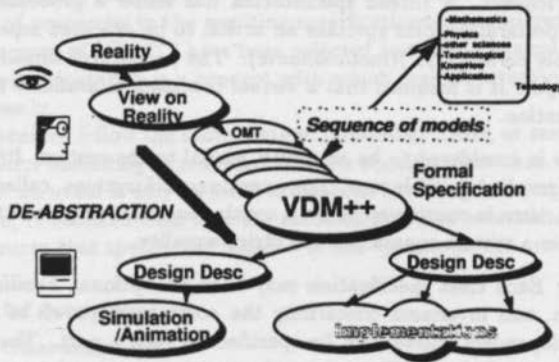 -Mathematics
-Physics
-other sciences
-Technological
Knowledge
-Application
Reality
View on
Reality
OMT
Sequence of models
Formal
Specification
VDM++
DE-ABSTRACTION
Design Desc
Design Desc
Simulation
/Animation